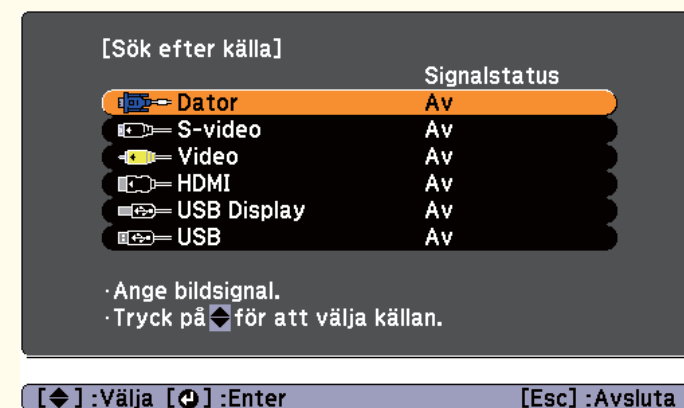 [Sök efter källa]
Signalstatus
Dator Av
S-video Av
Video Av
HDMI Av
USB Display Av
USB Av
·Ange bildsignal.
·Tryck på för att välja källan.
[ ] :Välja [ ] :Enter [Esc] :Avsluta